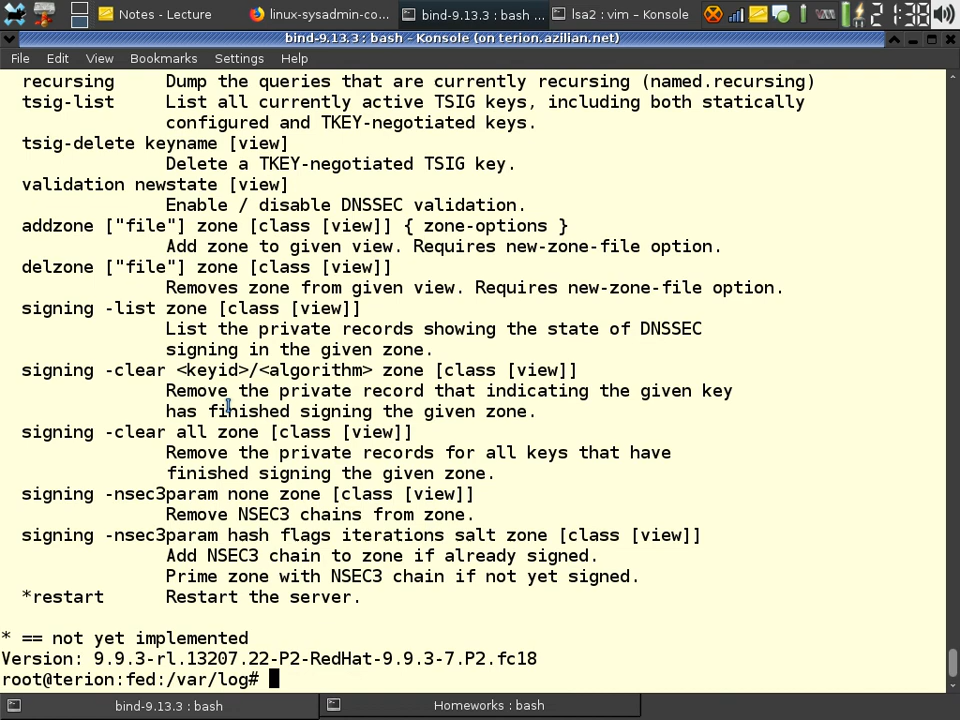 Notes - Lecture
linux-sysadmin-co...
bind-9.13.3 : bash ...
lsa2 : vim – Konsole
2
1:38
bind-9.13.3 : bash – Konsole (on terion.azilian.net)
File Edit View Bookmarks Settings Help
recursing Dump the queries that are currently recursing (named.recursing)
tsig-list List all currently active TSIG keys, including both statically
configured and TKEY-negotiated keys.
tsig-delete keyname [view]
Delete a TKEY-negotiated TSIG key.
validation newstate [view]
Enable / disable DNSSEC validation.
addzone ["file"] zone [class [view]] { zone-options }
Add zone to given view. Requires new-zone-file option.
delzone ["file"] zone [class [view]]
Removes zone from given view. Requires new-zone-file option.
signing -list zone [class [view]]
List the private records showing the state of DNSSEC
signing in the given zone.
signing -clear <keyid>/<algorithm> zone [class [view]]
Remove the private record that indicating the given key
has finished signing the given zone.
signing -clear all zone [class [view]]
Remove the private records for all keys that have
finished signing the given zone.
signing -nsec3param none zone [class [view]]
Remove NSEC3 chains from zone.
signing -nsec3param hash flags iterations salt zone [class [view]]
Add NSEC3 chain to zone if already signed.
Prime zone with NSEC3 chain if not yet signed.
*restart Restart the server.
* == not yet implemented
Version: 9.9.3-rl.13207.22-P2-RedHat-9.9.3-7.P2.fc18
root@terion:fed:/var/log#
bind-9.13.3 : bash
Homeworks : bash